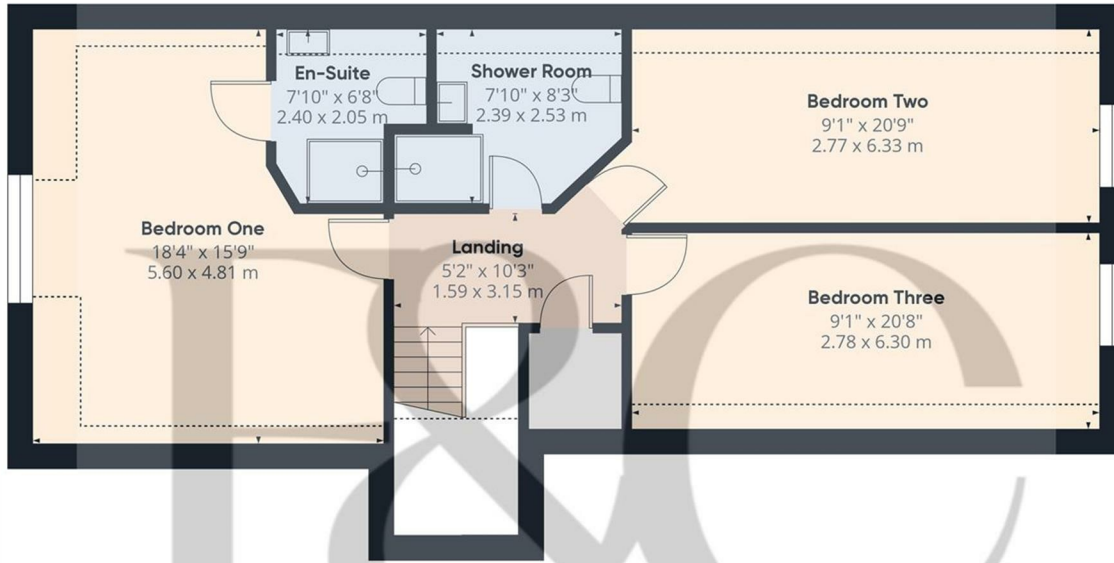 En-Suite
7'10" x 6'8"
2.40 x 2.05 m
Shower Room
7'10" x 8'3"
2.39 x 2.53 m
Bedroom Two
9'1" x 20'9"
2.77 x 6.33 m
Bedroom One
18'4" x 15'9"
5.60 x 4.81 m
Landing
5'2" x 10'3"
1.59 x 3.15 m
Bedroom Three
9'1" x 20'8"
2.78 x 6.30 m
F&C